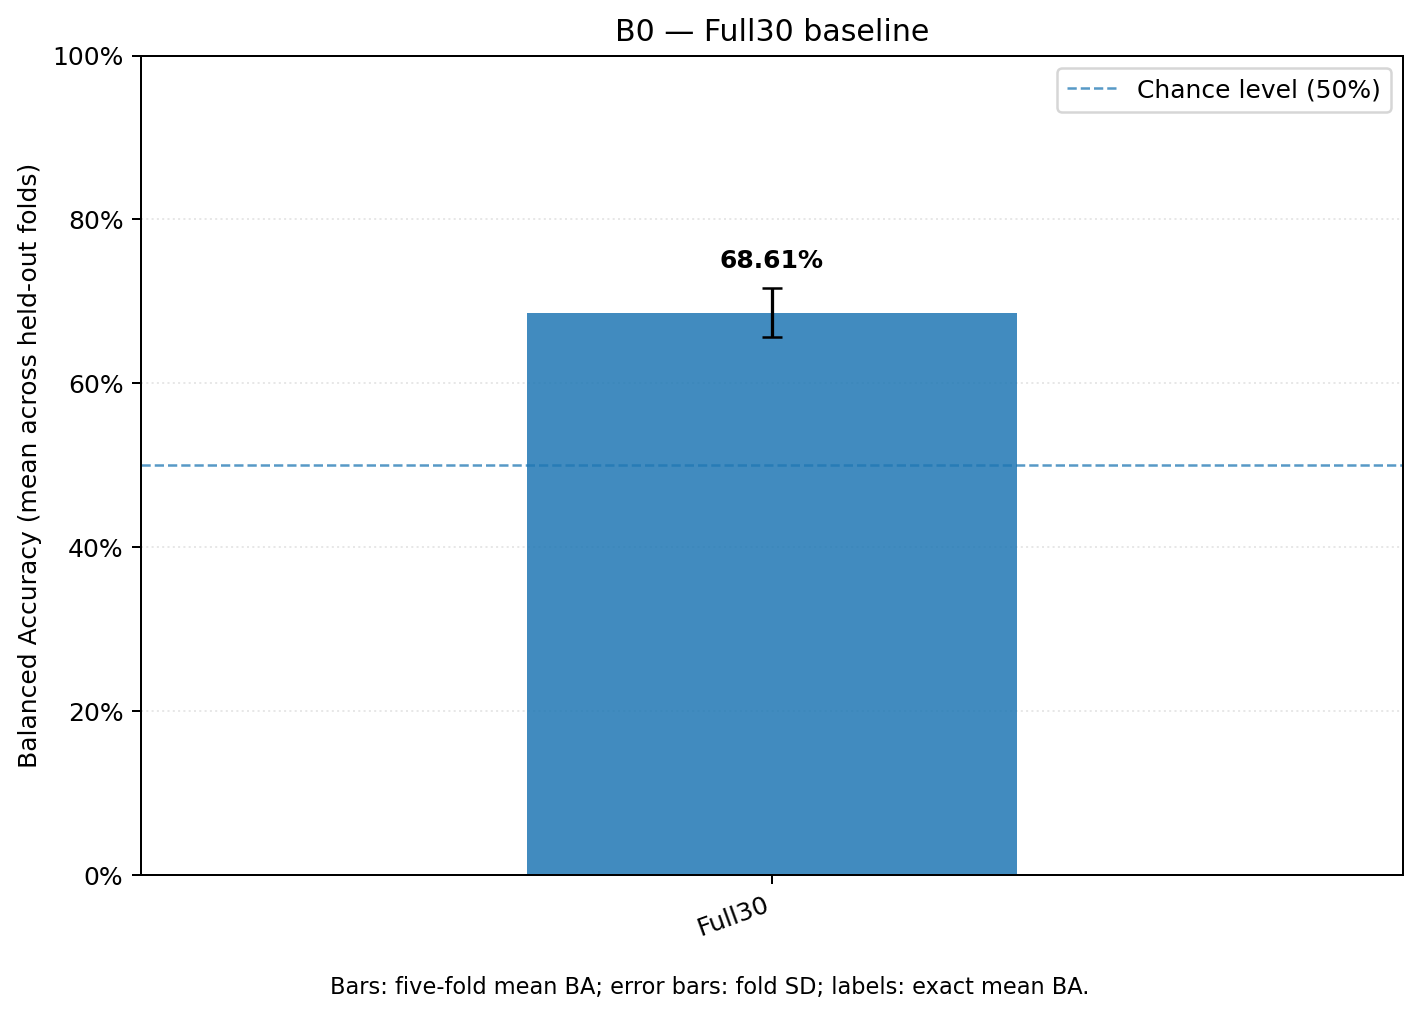 B0 — Full30 baseline
100%
Chance level (50%)
80%
68.61%
60%
40%
20%
0%
Balanced Accuracy (mean across held-out folds)
Full30
Bars: five-fold mean BA; error bars: fold SD; labels: exact mean BA.